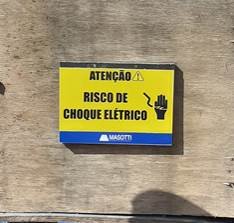 ATENÇÃO
RISCO DE
CHOQUE ELÉTRICO
MASOTTI